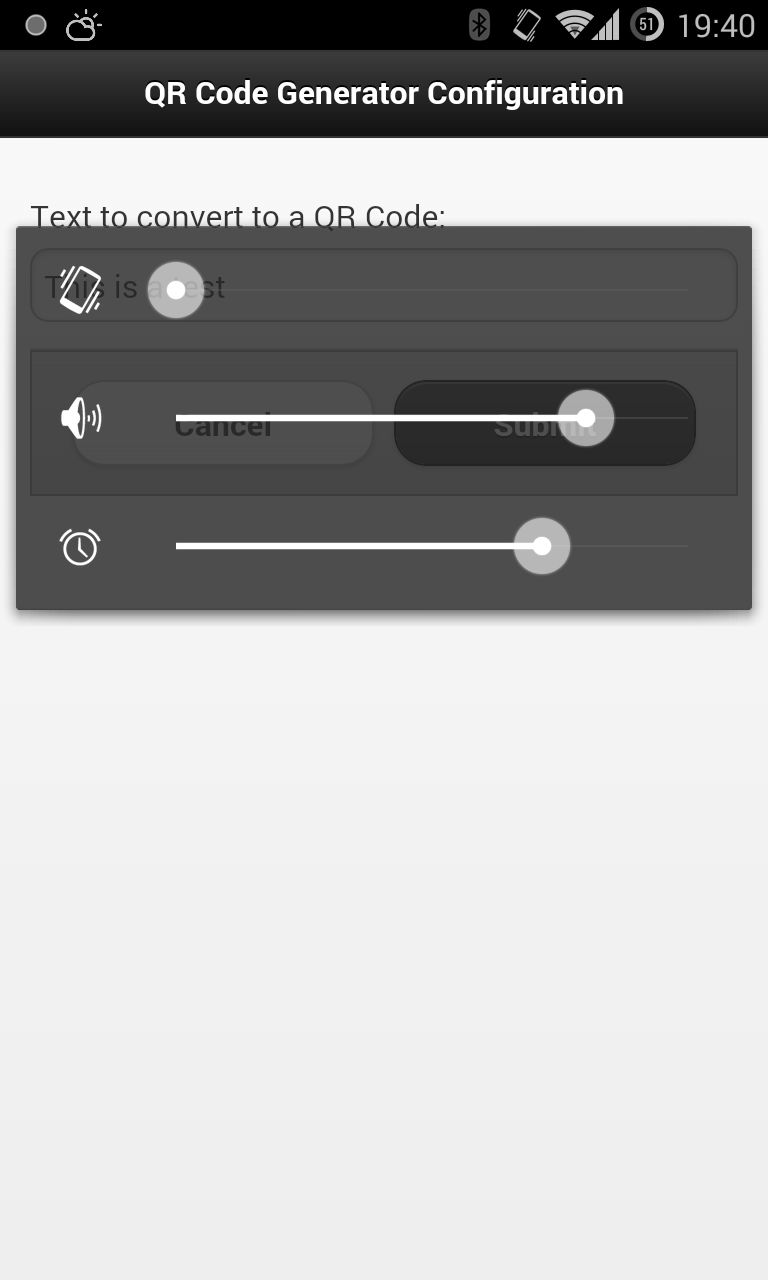 51 19:40
QR Code Generator Configuration
Text to convert to a QR Code:
This is a test
Cancel Submit